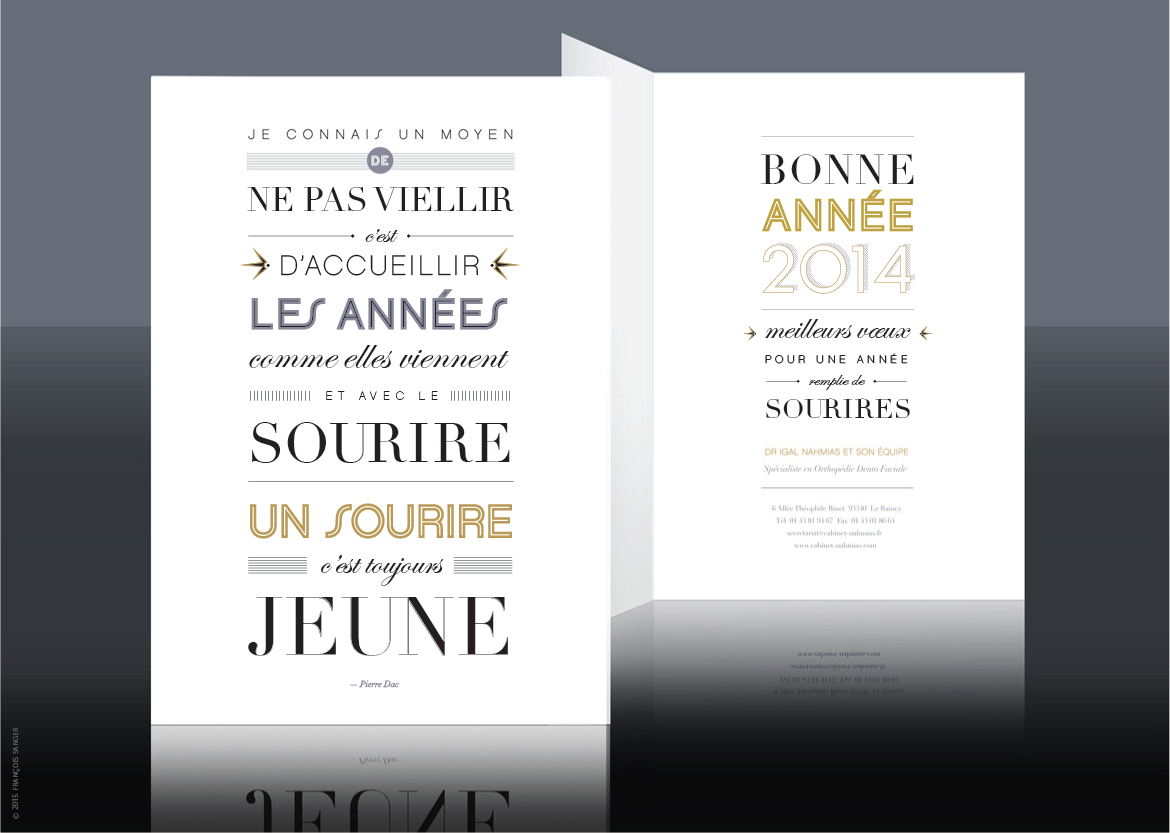 JE CONNAIS UN MOYEN
DE
NE PAS VIELLIR
c'est
D'ACCUEILLIR
LES ANNÉES
comme elles viennent
ET AVEC LE
SOURIRE
UN SOURIRE
c'est toujours
JEUNE
— Pierre Dac
BONNE
ANNÉE
2014
meilleurs vœux
POUR UNE ANNÉE
remplie de
SOURIRES
DR IGAL NAHMIAS ET SON ÉQUIPE
Spécialiste en Orthopédie Dento Faciale
6 Allée Théophile Binet 93340 Le Raincy
Tél 01 43 81 94 67 Fax 01 43 01 86 64
secretariat@cabinet-nahmias.fr
www.cabinet-nahmias.com
© 2015 FRANÇOIS SANGER